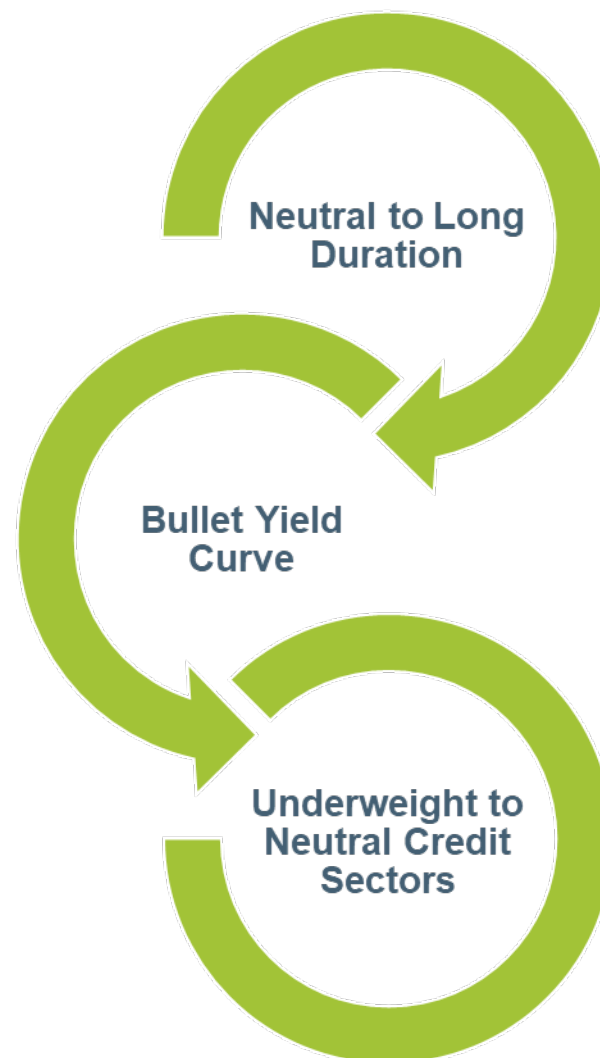 Neutral to Long
Duration
Bullet Yield
Curve
Underweight to
Neutral Credit
Sectors